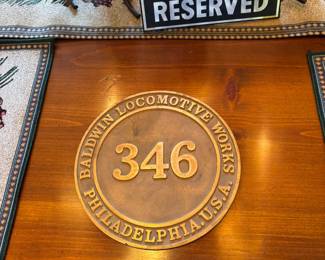 RESERVED
BALDWIN LOCOMOTIVE WORKS
346
PHILADELPHIA, U.S.A.